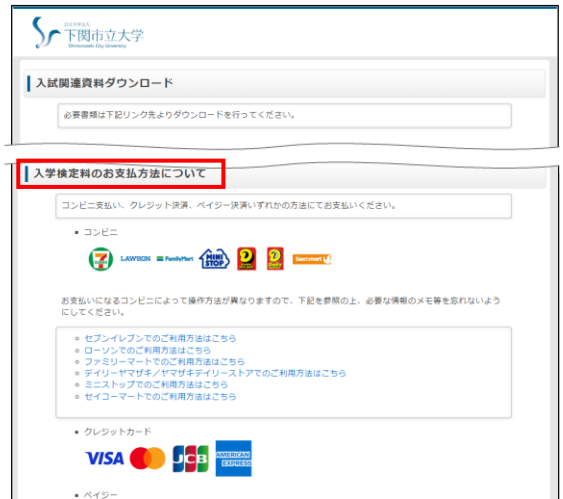 公立大学法人
下関市立大学
Shimonoseki City University
入試関連資料ダウンロード
必要書類は下記リンク先よりダウンロードを行ってください。
入学検定料のお支払方法について
コンビニ支払い、クレジット決済、ペイジー決済いずれかの方法にてお支払いください。
コンビニ
LAWSON FamilyMart MINI STOP Seicomart
お支払いになるコンビニによって操作方法が異なりますので、下記を参照の上、必要な情報のメモ等を忘れないよう
にしてください。
セブンイレブンでのご利用方法はこちら
ローソンでのご利用方法はこちら
ファミリーマートでのご利用方法はこちら
デイリーヤマザキ／ヤマザキデイリーストアでのご利用方法はこちら
ミニストップでのご利用方法はこちら
セイコーマートでのご利用方法はこちら
クレジットカード
VISA JCB AMERICAN
EXPRESS
ペイジー